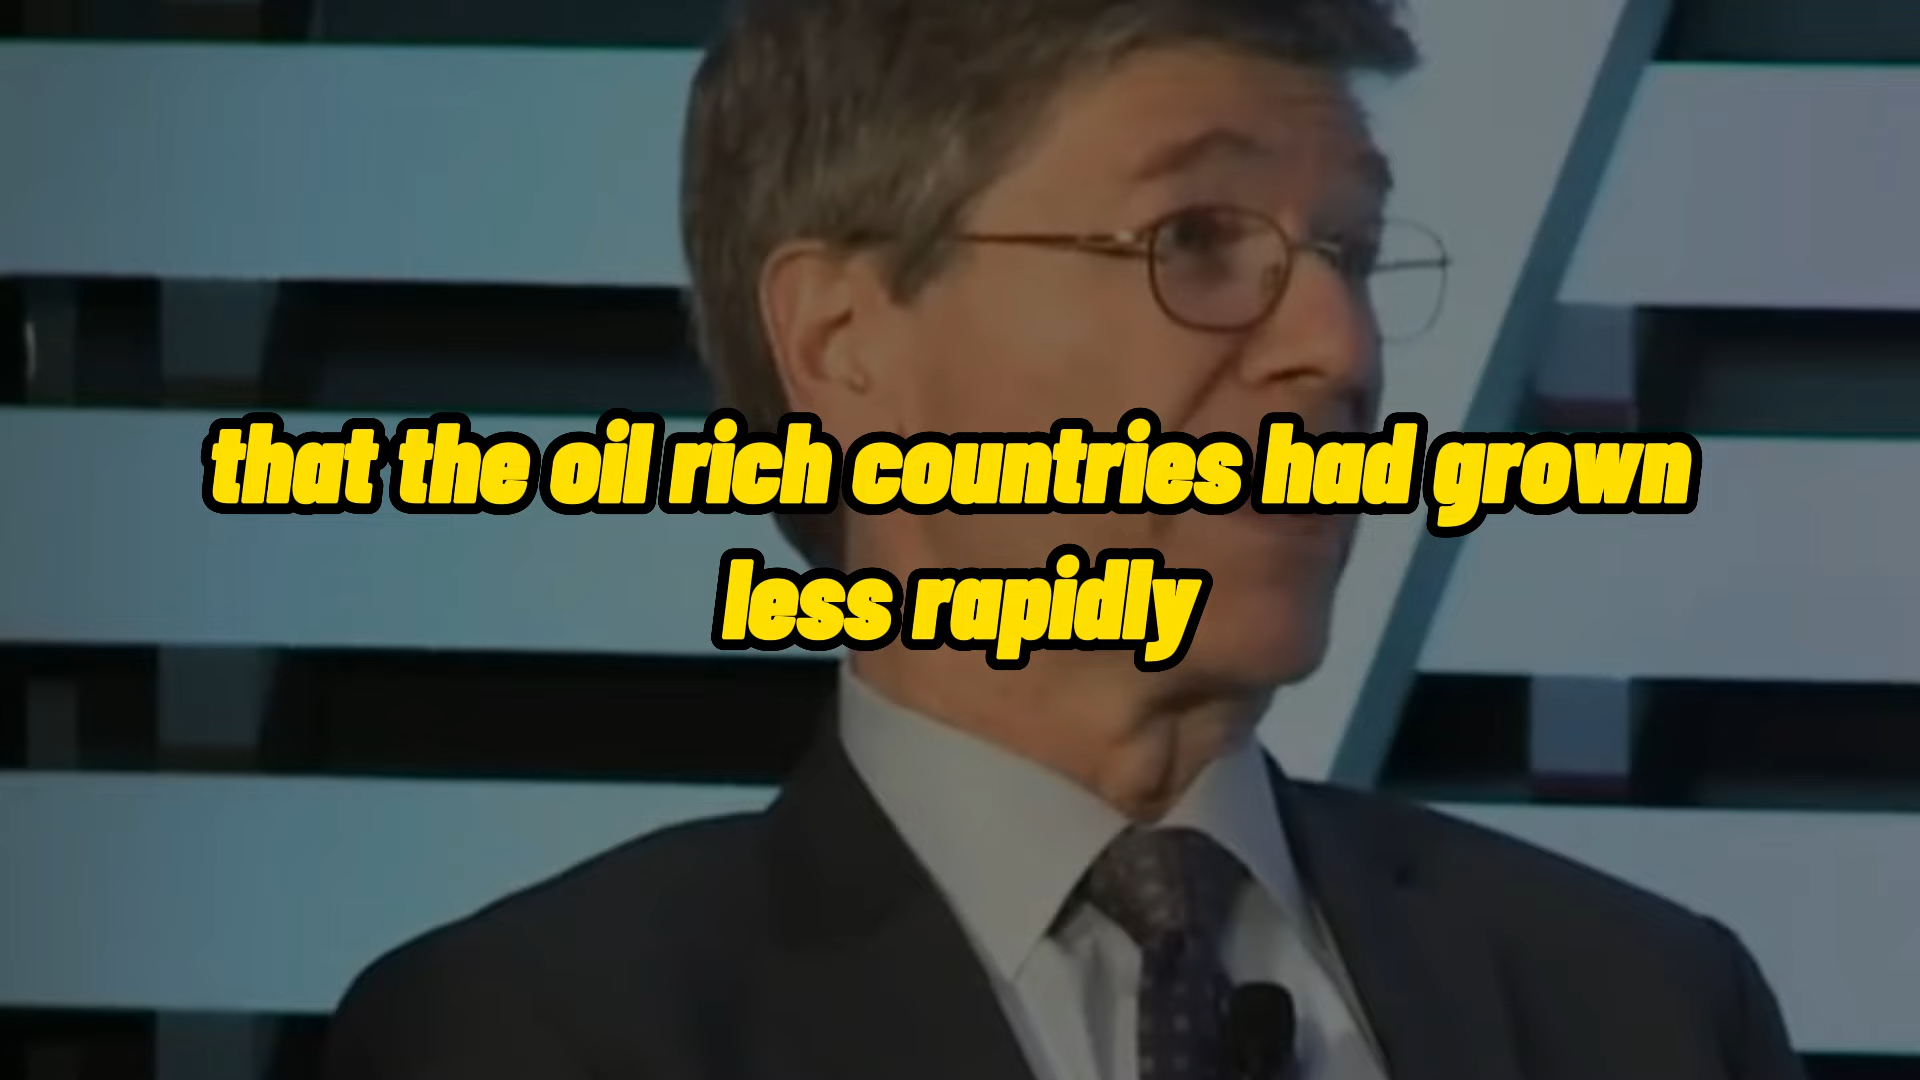 that the oil rich countries had grown
less rapidly